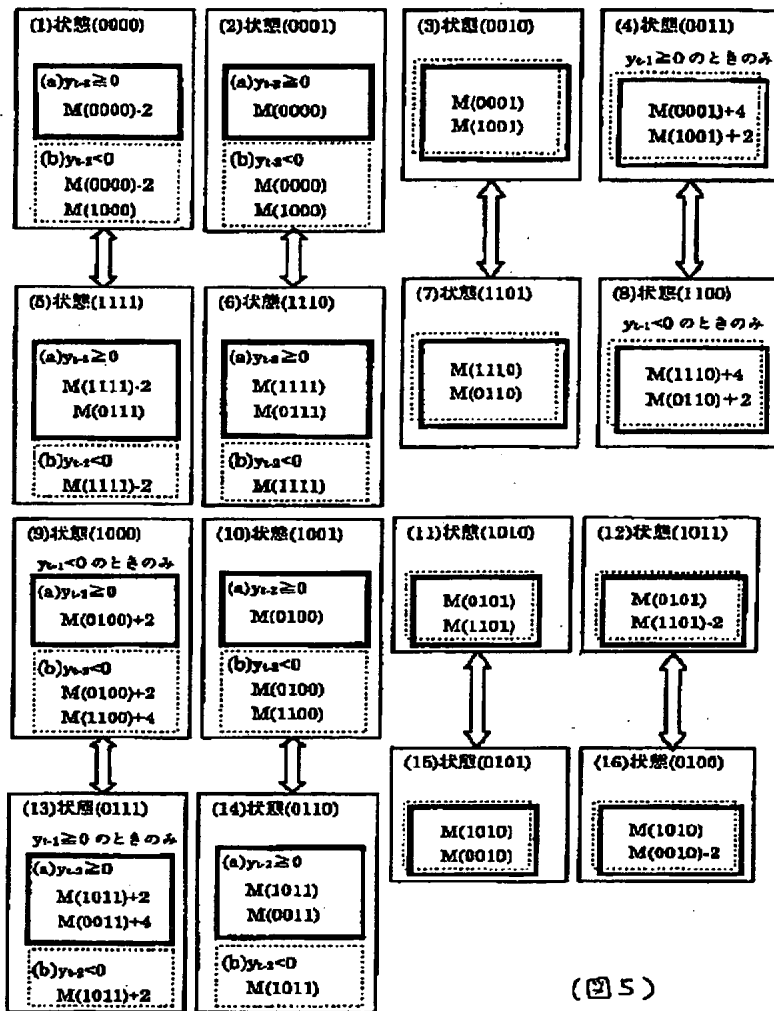 (1)状態(0000)
(a)yₜ₋₂≧0
M(0000)-2
(b)yₜ₋₂<0
M(0000)-2
M(1000)
(2)状態(0001)
(a)yₜ₋₂≧0
M(0000)
(b)yₜ₋₂<0
M(0000)
M(1000)
(3)状態(0010)
M(0001)
M(1001)
(4)状態(0011)
yₜ₋₁≧0 のときのみ
M(0001)+4
M(1001)+2
(5)状態(1111)
(a)yₜ₋₂≧0
M(1111)-2
M(0111)
(b)yₜ₋₂<0
M(1111)-2
(6)状態(1110)
(a)yₜ₋₂≧0
M(1111)
M(0111)
(b)yₜ₋₂<0
M(1111)
(7)状態(1101)
M(1110)
M(0110)
(8)状態(1100)
yₜ₋₁<0 のときのみ
M(1110)+4
M(0110)+2
(9)状態(1000)
yₜ₋₁<0 のときのみ
(a)yₜ₋₂≧0
M(0100)+2
(b)yₜ₋₂<0
M(0100)+2
M(1100)+4
(10)状態(1001)
(a)yₜ₋₂≧0
M(0100)
(b)yₜ₋₂<0
M(0100)
M(1100)
(11)状態(1010)
M(0101)
M(1101)
(12)状態(1011)
M(0101)
M(1101)-2
(13)状態(0111)
yₜ₋₁≧0 のときのみ
(a)yₜ₋₂≧0
M(1011)+2
M(0011)+4
(b)yₜ₋₂<0
M(1011)+2
(14)状態(0110)
(a)yₜ₋₂≧0
M(1011)
M(0011)
(b)yₜ₋₂<0
M(1011)
(15)状態(0101)
M(1010)
M(0010)
(16)状態(0100)
M(1010)
M(0010)-2
(図5)